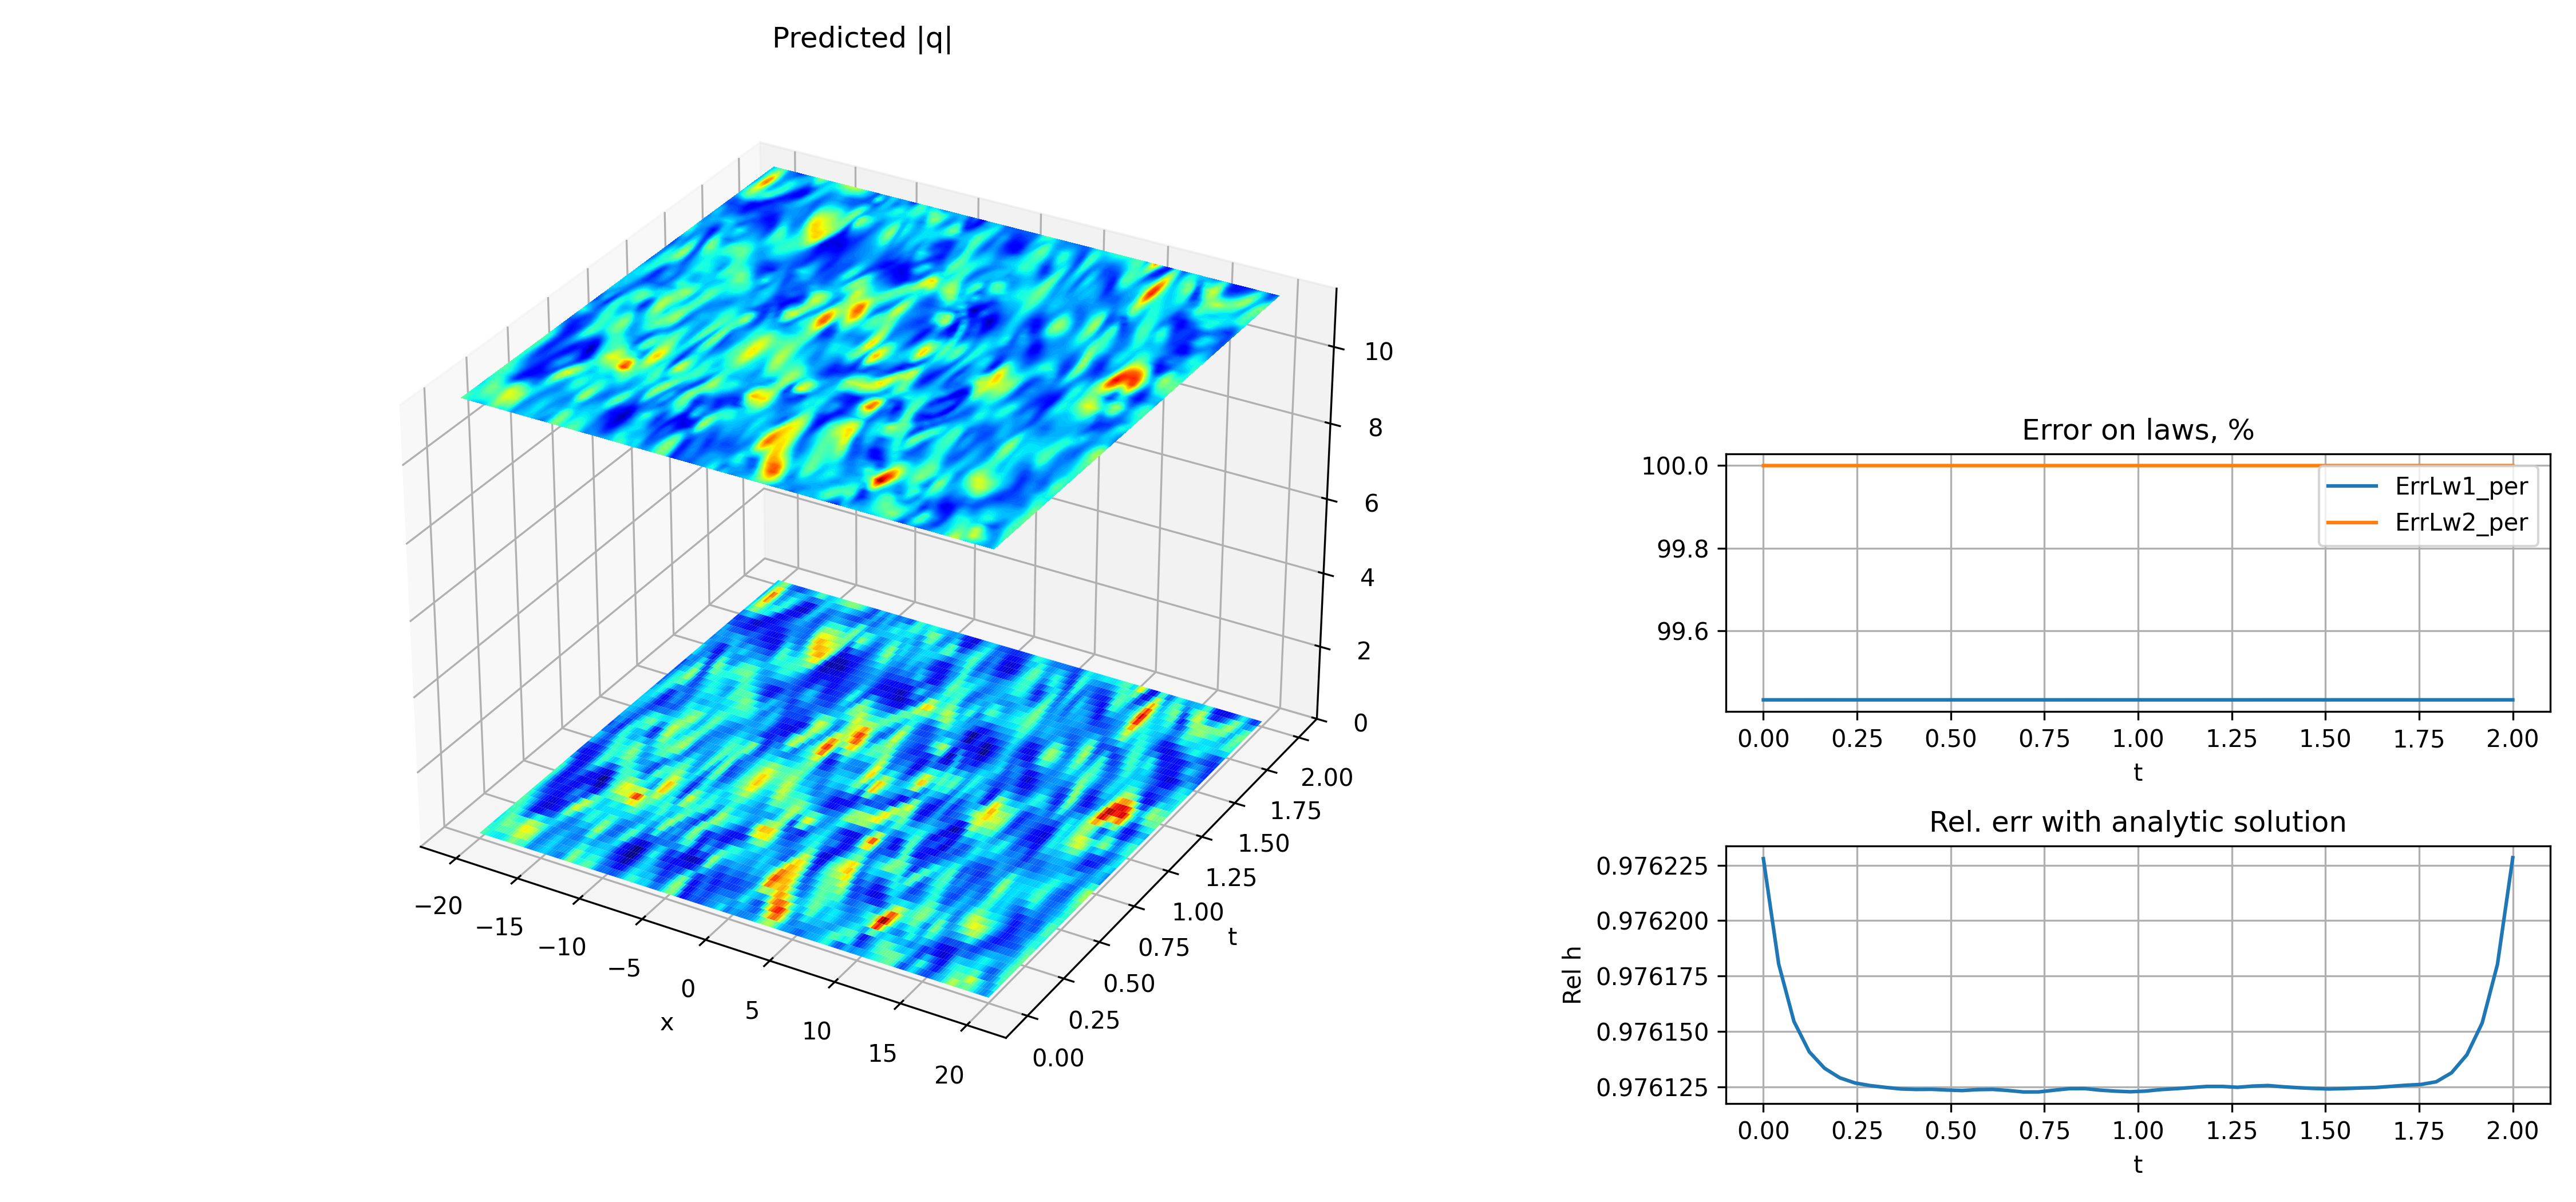 Predicted |q|
10
8
6
4
2
0
−20
−15
−10
−5
0
5
10
15
20
x
0.00
0.25
0.50
0.75
1.00
1.25
1.50
1.75
2.00
t
Error on laws, %
100.0
99.8
99.6
ErrLw1_per
ErrLw2_per
0.00 0.25 0.50 0.75 1.00 1.25 1.50 1.75 2.00
t
Rel. err with analytic solution
Rel h
0.976225
0.976200
0.976175
0.976150
0.976125
0.00 0.25 0.50 0.75 1.00 1.25 1.50 1.75 2.00
t